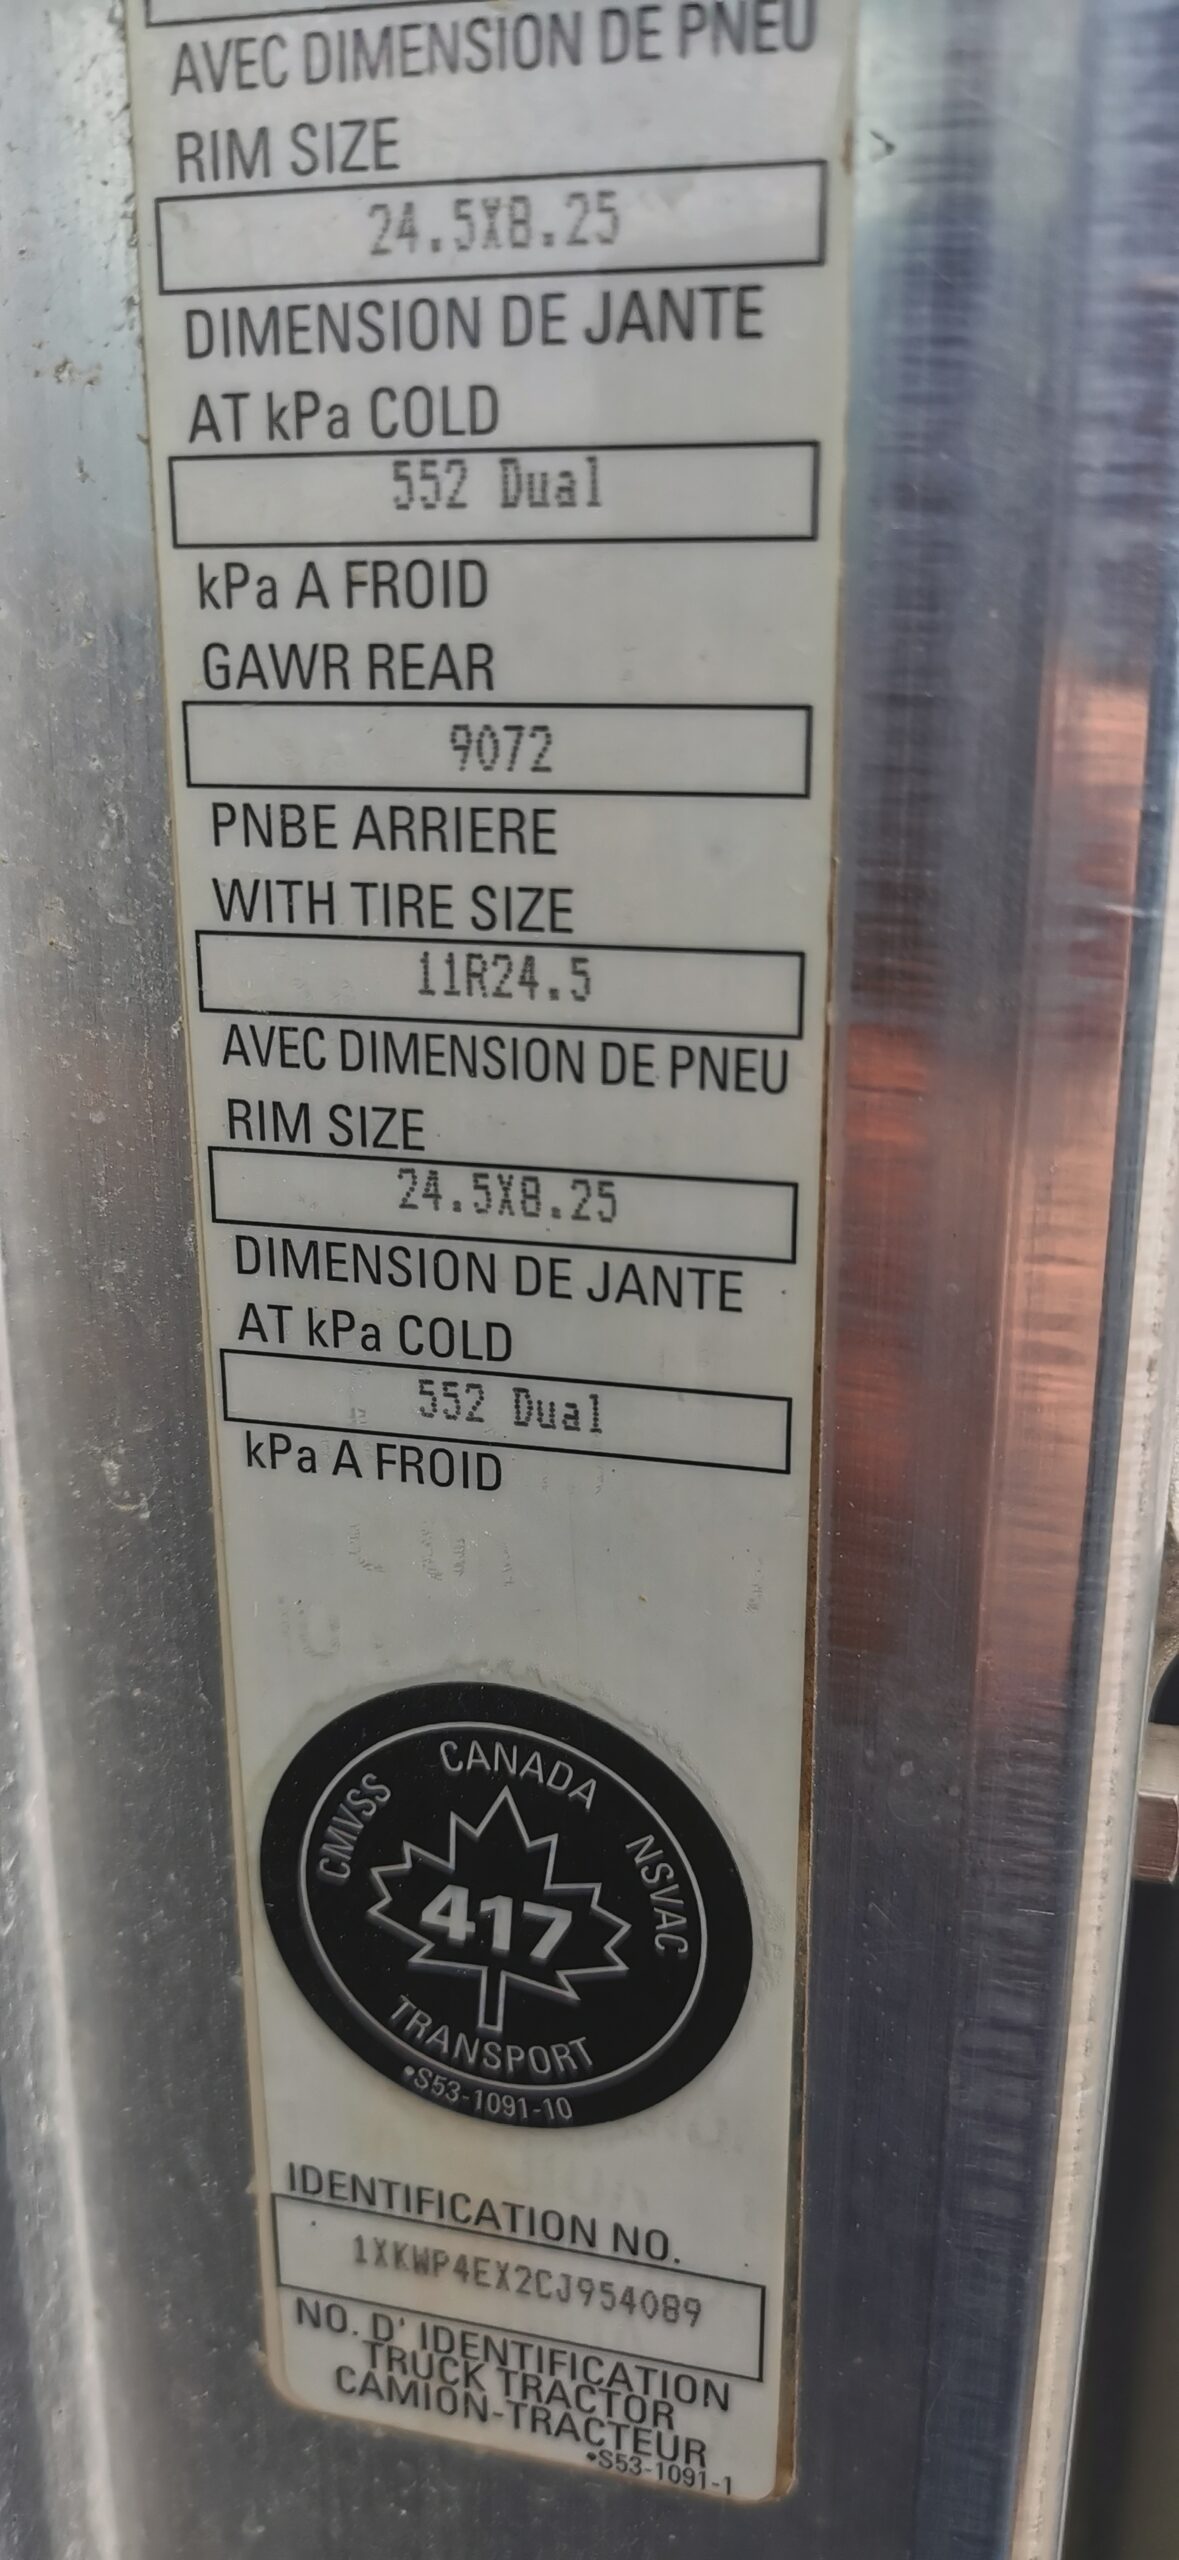 AVEC DIMENSION DE PNEU
RIM SIZE
24.5X8.25
DIMENSION DE JANTE
AT kPa COLD
552 Dual
kPa A FROID
GAWR REAR
9072
PNBE ARRIERE
WITH TIRE SIZE
11R24.5
AVEC DIMENSION DE PNEU
RIM SIZE
24.5X8.25
DIMENSION DE JANTE
AT kPa COLD
552 Dual
kPa A FROID
CANADA
CMVSS
NSVAC
417
TRANSPORT
•S53-1091-10
IDENTIFICATION NO.
1XKWP4EX2CJ954089
NO. D' IDENTIFICATION
TRUCK TRACTOR
CAMION-TRACTEUR
•S53-1091-1